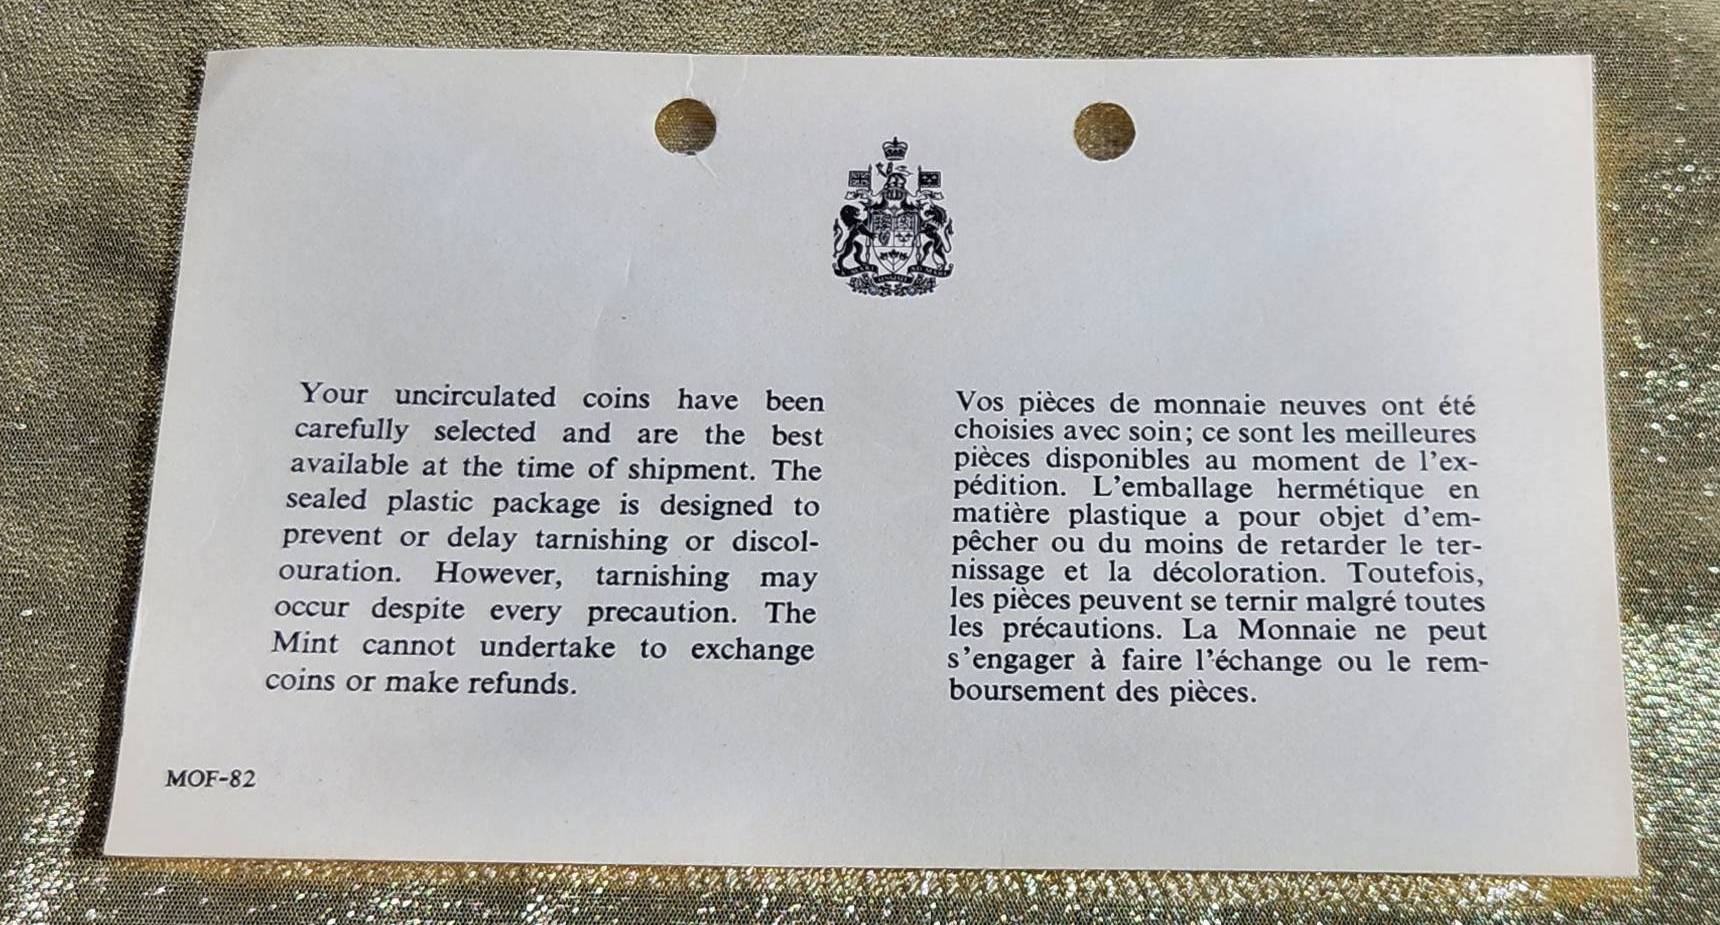 Your uncirculated coins have been
carefully selected and are the best
available at the time of shipment. The
sealed plastic package is designed to
prevent or delay tarnishing or discol-
ouration. However, tarnishing may
occur despite every precaution. The
Mint cannot undertake to exchange
coins or make refunds.
MOF-82
Vos pièces de monnaie neuves ont été
choisies avec soin; ce sont les meilleures
pièces disponibles au moment de l'ex-
pédition. L'emballage hermétique en
matière plastique a pour objet d'em-
pêcher ou du moins de retarder le ter-
nissage et la décoloration. Toutefois,
les pièces peuvent se ternir malgré toutes
les précautions. La Monnaie ne peut
s'engager à faire l'échange ou le rem-
boursement des pièces.